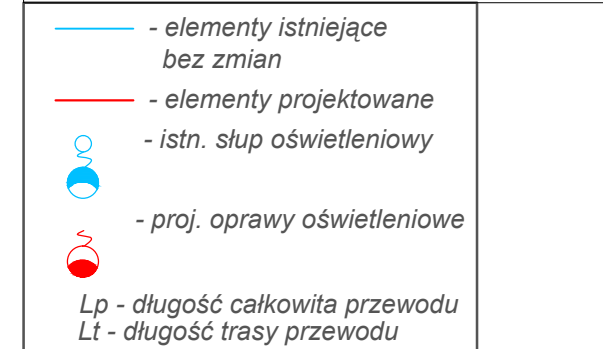 - elementy istniejące
bez zmian
- elementy projektowane
- istn. słup oświetleniowy
- proj. oprawy oświetleniowe
Lp - długość całkowita przewodu
Lt - długość trasy przewodu